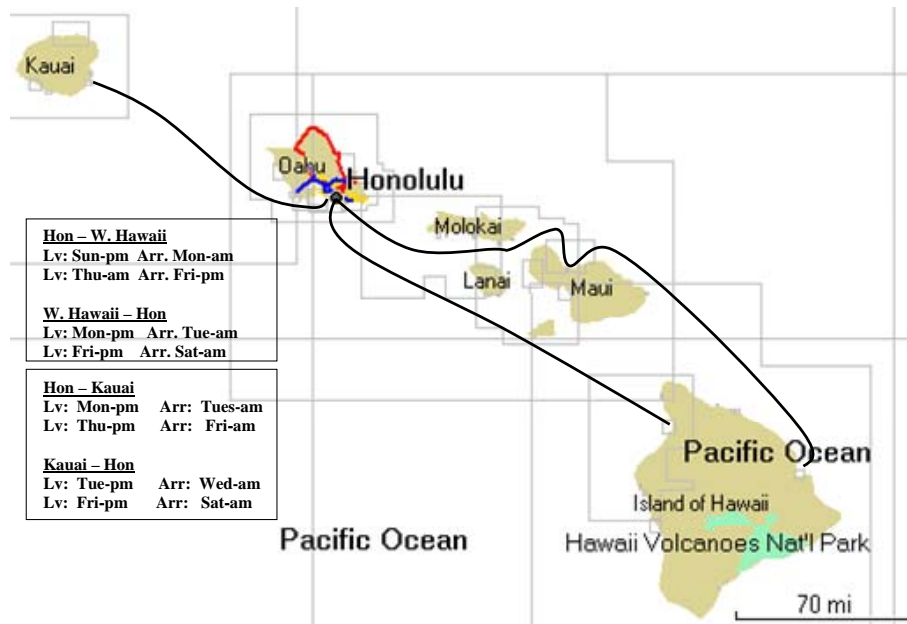 Kauai
Oahu
Honolulu
Molokai
Lanai
Maui
Hon – W. Hawaii
Lv: Sun-pm Arr. Mon-am
Lv: Thu-am Arr. Fri-pm
W. Hawaii – Hon
Lv: Mon-pm Arr. Tue-am
Lv: Fri-pm Arr. Sat-am
Hon – Kauai
Lv: Mon-pm Arr: Tues-am
Lv: Thu-pm Arr: Fri-am
Kauai – Hon
Lv: Tue-pm Arr: Wed-am
Lv: Fri-pm Arr: Sat-am
Pacific Ocean
Island of Hawaii
Pacific Ocean
Hawaii Volcanoes Nat'l Park
70 mi